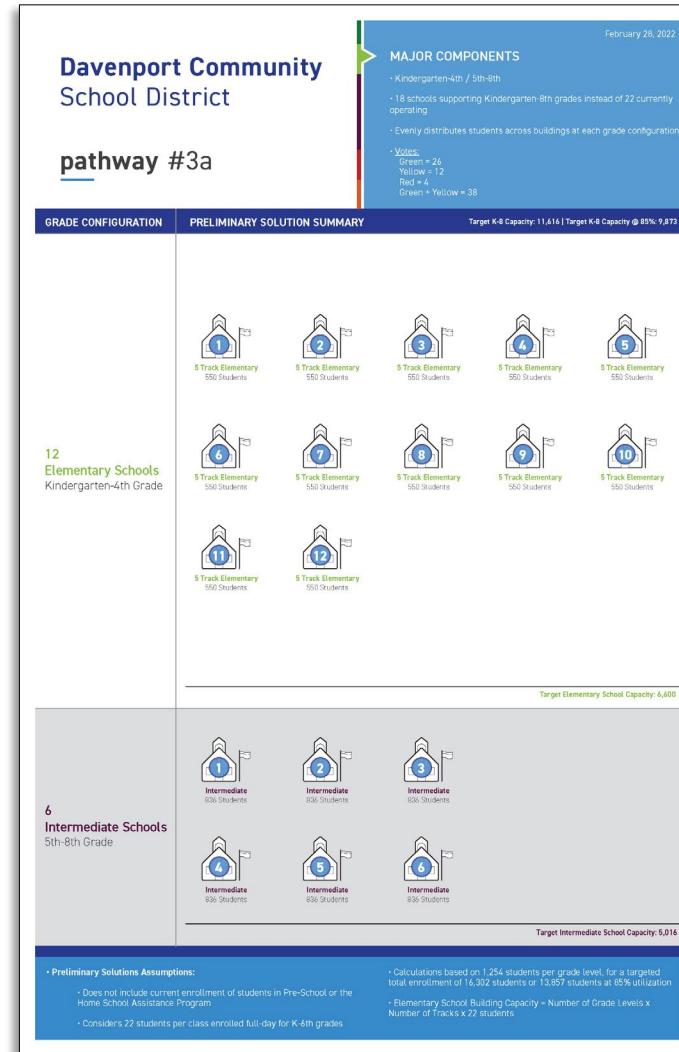 February 28, 2022
Davenport Community
School District
pathway #3a
MAJOR COMPONENTS
• Kindergarten-4th / 5th-8th
• 18 schools supporting Kindergarten-8th grades instead of 22 currently
operating
• Evenly distributes students across buildings at each grade configuration
• Votes:
Green = 26
Yellow = 12
Red = 4
Green + Yellow = 38
GRADE CONFIGURATION
PRELIMINARY SOLUTION SUMMARY
Target K-8 Capacity: 11,616 | Target K-8 Capacity @ 85%: 9,873
12
Elementary Schools
Kindergarten-4th Grade
1 2 3 4 5
5 Track Elementary 5 Track Elementary 5 Track Elementary 5 Track Elementary 5 Track Elementary
550 Students 550 Students 550 Students 550 Students 550 Students
6 7 8 9 10
5 Track Elementary 5 Track Elementary 5 Track Elementary 5 Track Elementary 5 Track Elementary
550 Students 550 Students 550 Students 550 Students 550 Students
11 12
5 Track Elementary 5 Track Elementary
550 Students 550 Students
Target Elementary School Capacity: 6,600
6
Intermediate Schools
5th-8th Grade
1 2 3
Intermediate Intermediate Intermediate
836 Students 836 Students 836 Students
4 5 6
Intermediate Intermediate Intermediate
836 Students 836 Students 836 Students
Target Intermediate School Capacity: 5,016
• Preliminary Solutions Assumptions:
• Does not include current enrollment of students in Pre-School or the
Home School Assistance
Program
• Considers 22 students per class enrolled full-day for K-6th grades
• Calculations based on 1,254 students per grade level, for a targeted
total enrollment of 16,302 students or 13,857 students at 85% utilization
• Elementary School Building Capacity = Number of Grade Levels x
Number of Tracks x 22 students